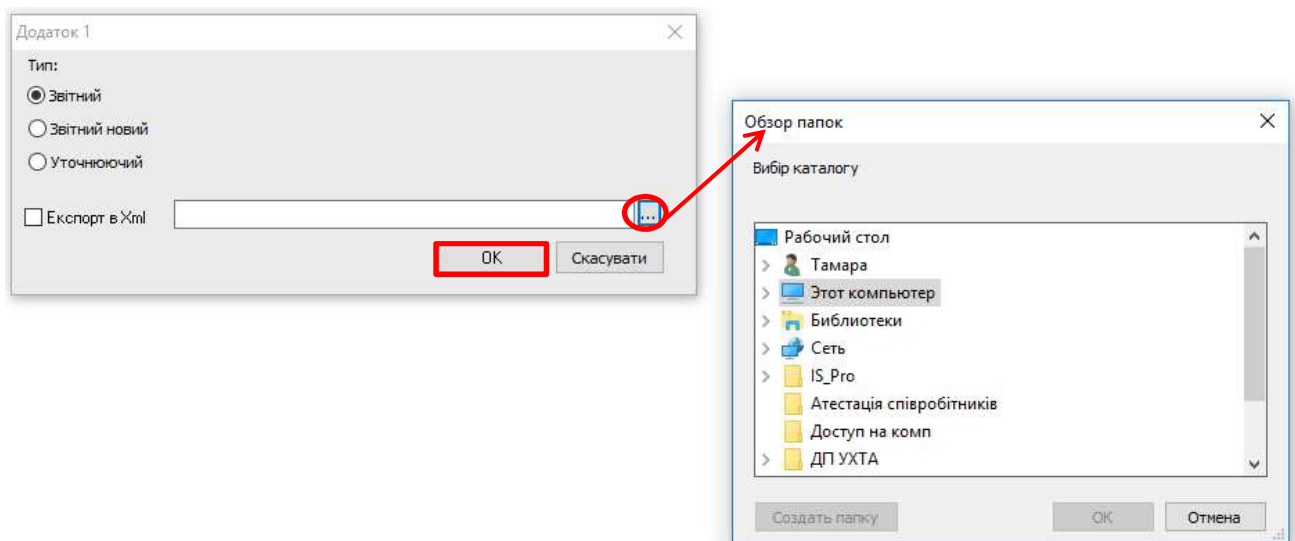 Додаток 1
Тип:
Звітний
Звітний новий
Уточнюючий
Експорт в Xml
...
OK
Скасувати
Обзор папок
Вибір каталогу
Рабочий стол
Тамара
Этот компьютер
Библиотеки
Сеть
IS_Pro
Атестація співробітників
Доступ на комп
ДП УХТА
Создать папку
OK
Отмена